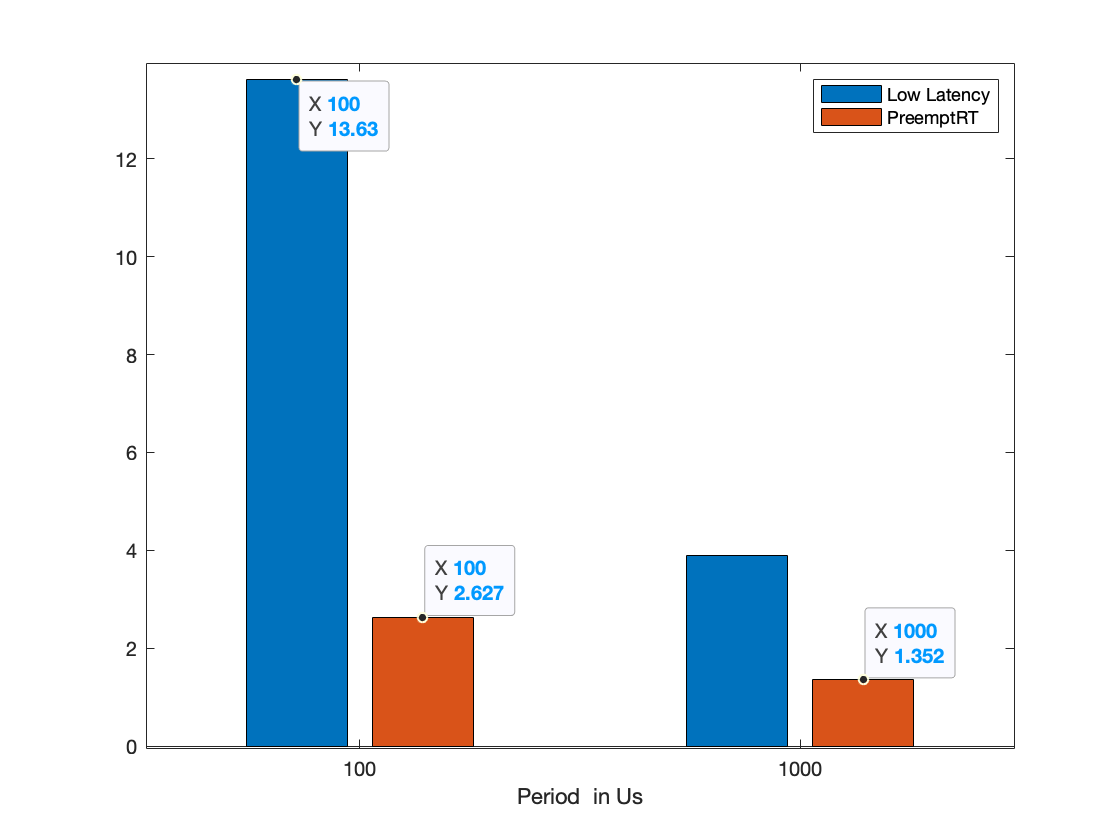 Low Latency
PreemptRT
X 100
Y 13.63
12
10
8
6
4
2
0
X 100
Y 2.627
X 1000
Y 1.352
100
1000
Period  in Us